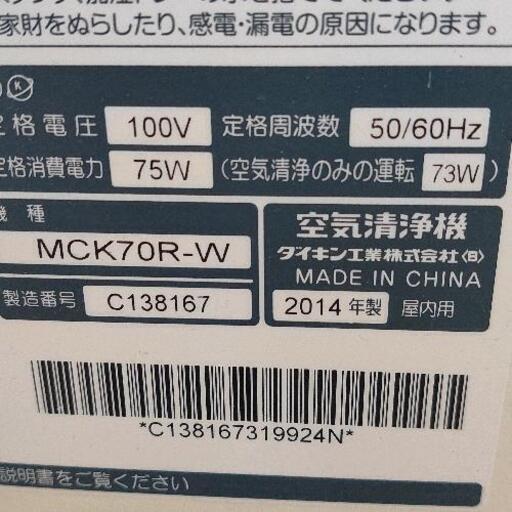 家財をぬらしたり、感電・漏電の原因になります。
定格電圧 100V 定格周波数 50/60Hz
定格消費電力 75W (空気清浄のみの運転 73W)
機種
MCK70R-W
製造番号 C138167
空気清浄機
ダイキン工業株式会社〈B〉
MADE IN CHINA
2014 年製 屋内用
*C138167319924N*
説明書をご覧ください